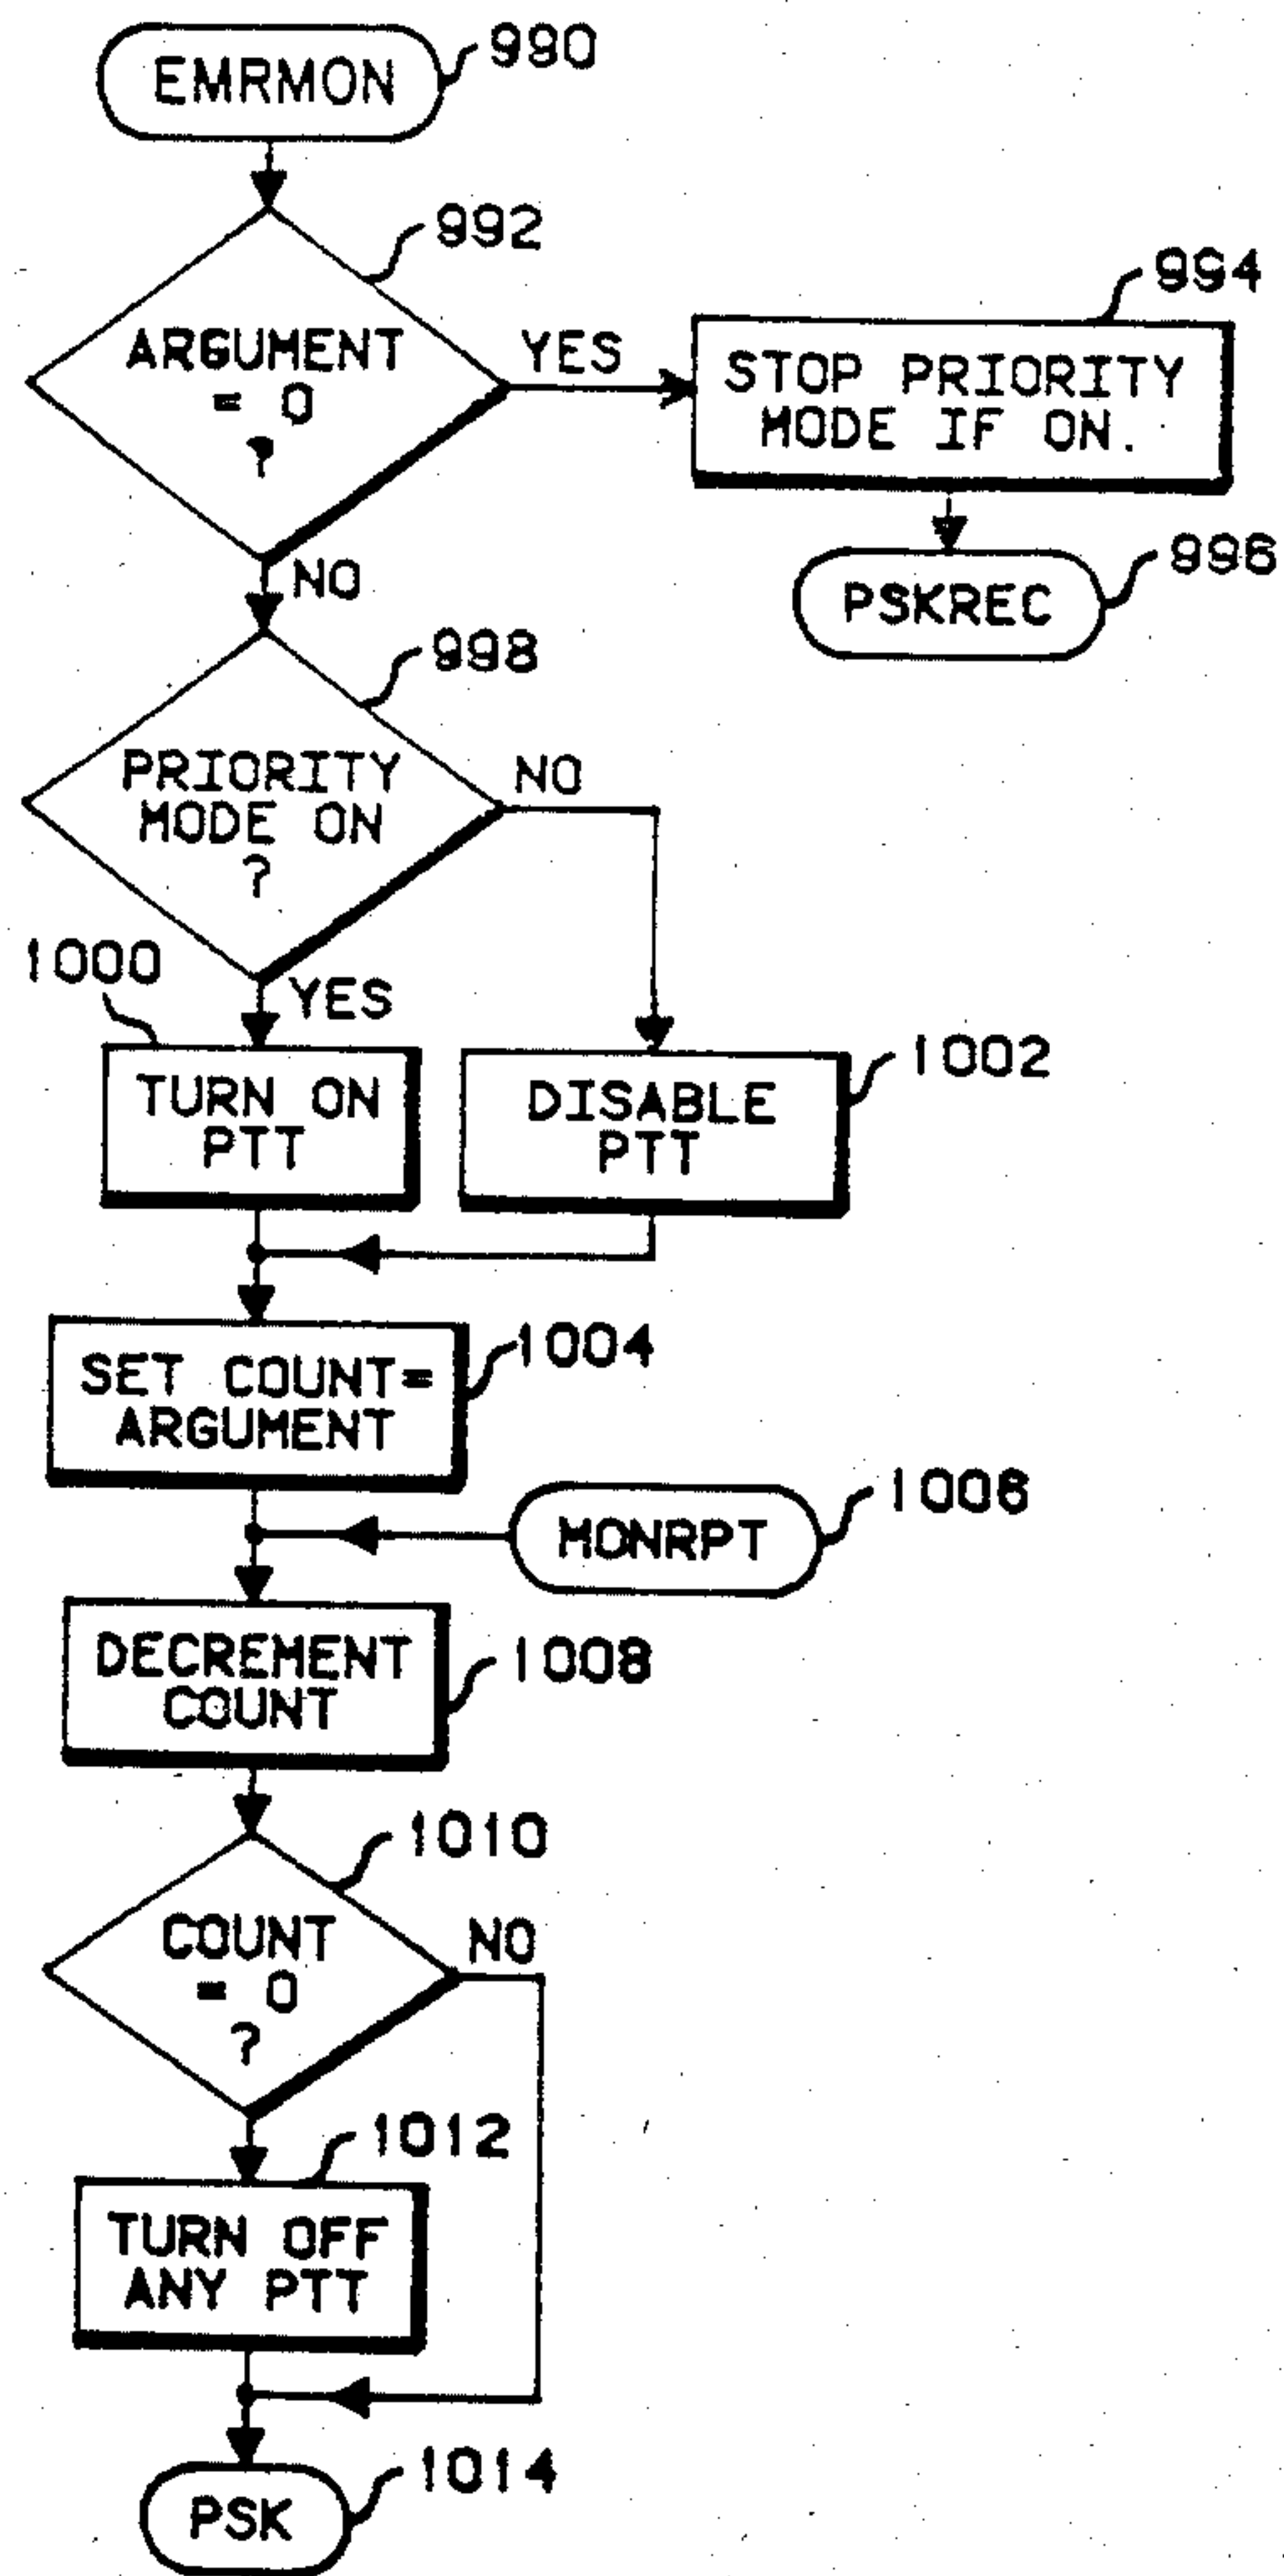 EMRMON
990
992
ARGUMENT
= 0
?
YES
994
STOP PRIORITY
MODE IF ON.
NO
996
PSKREC
998
PRIORITY
MODE ON
?
NO
1000
YES
TURN ON
PTT
1002
DISABLE
PTT
1004
SET COUNT=
ARGUMENT
1006
MONRPT
DECREMENT
COUNT
1008
1010
COUNT
= 0
?
NO
1012
TURN OFF
ANY PTT
1014
PSK